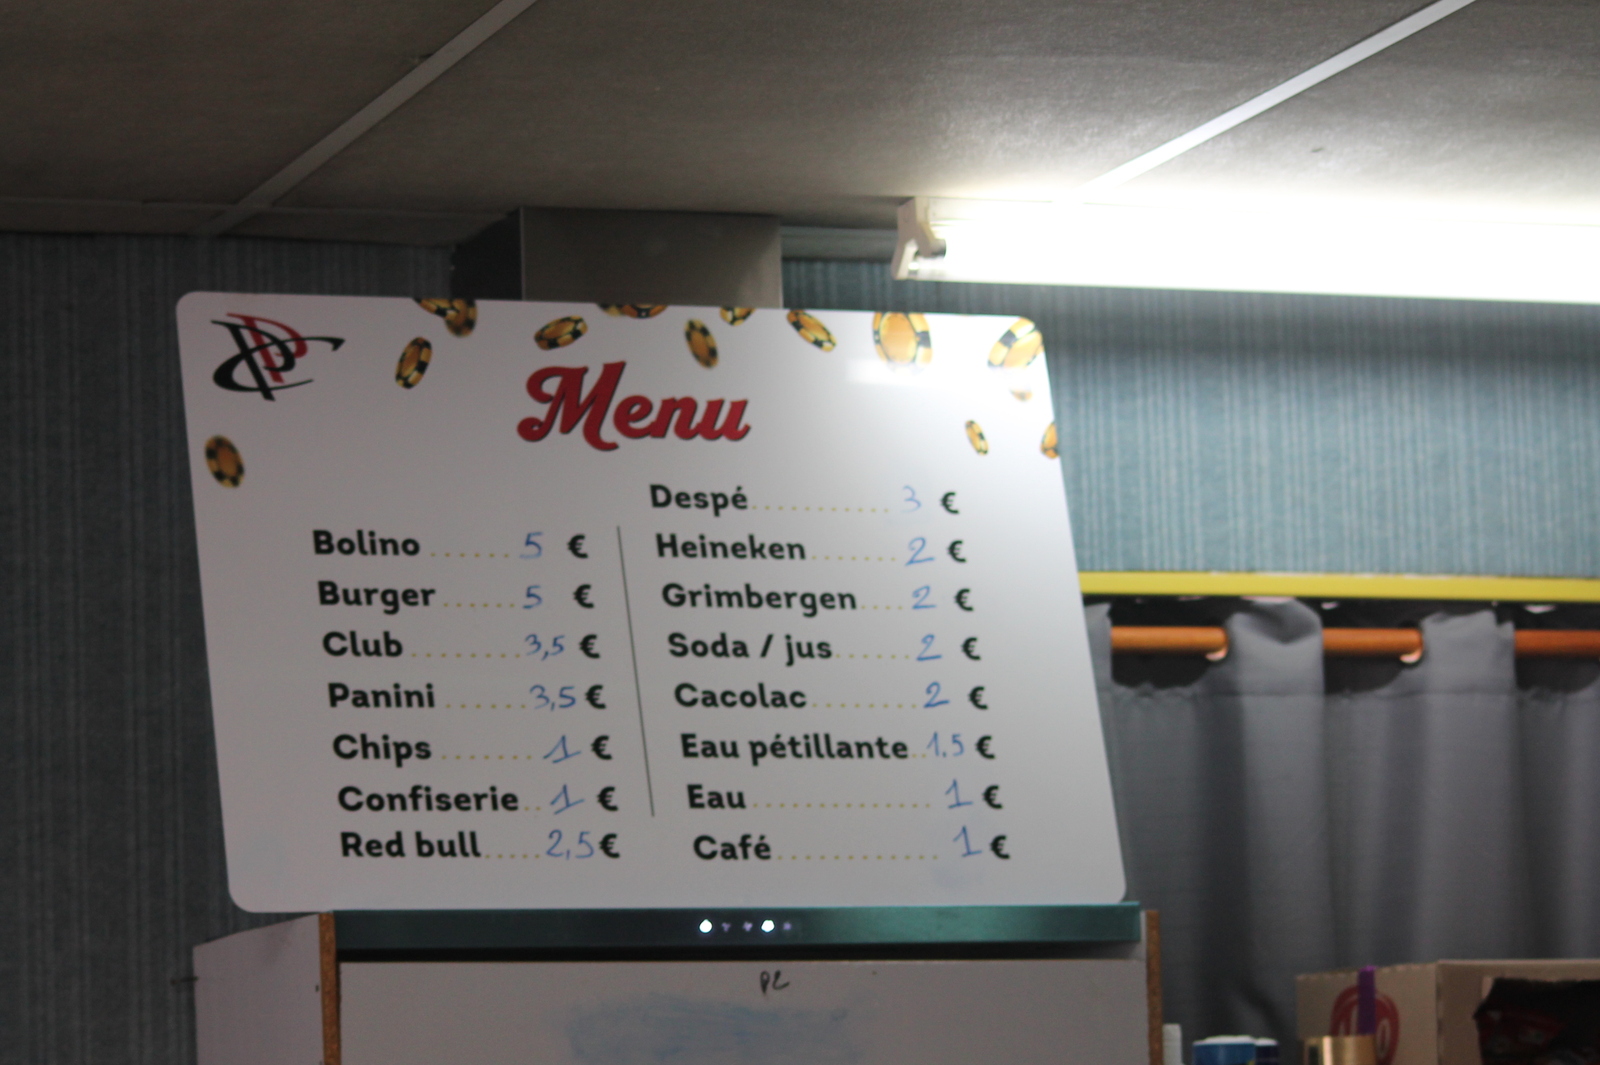 Menu
Bolino ...... 5 €
Burger ...... 5 €
Club ........ 3,5 €
Panini ...... 3,5 €
Chips ....... 1 €
Confiserie .. 1 €
Red bull ..... 2,5 €
Despé ........... 3 €
Heineken ....... 2 €
Grimbergen .... 2 €
Soda / jus ...... 2 €
Cacolac ........ 2 €
Eau pétillante .. 1.5 €
Eau .............. 1 €
Café ............ 1 €